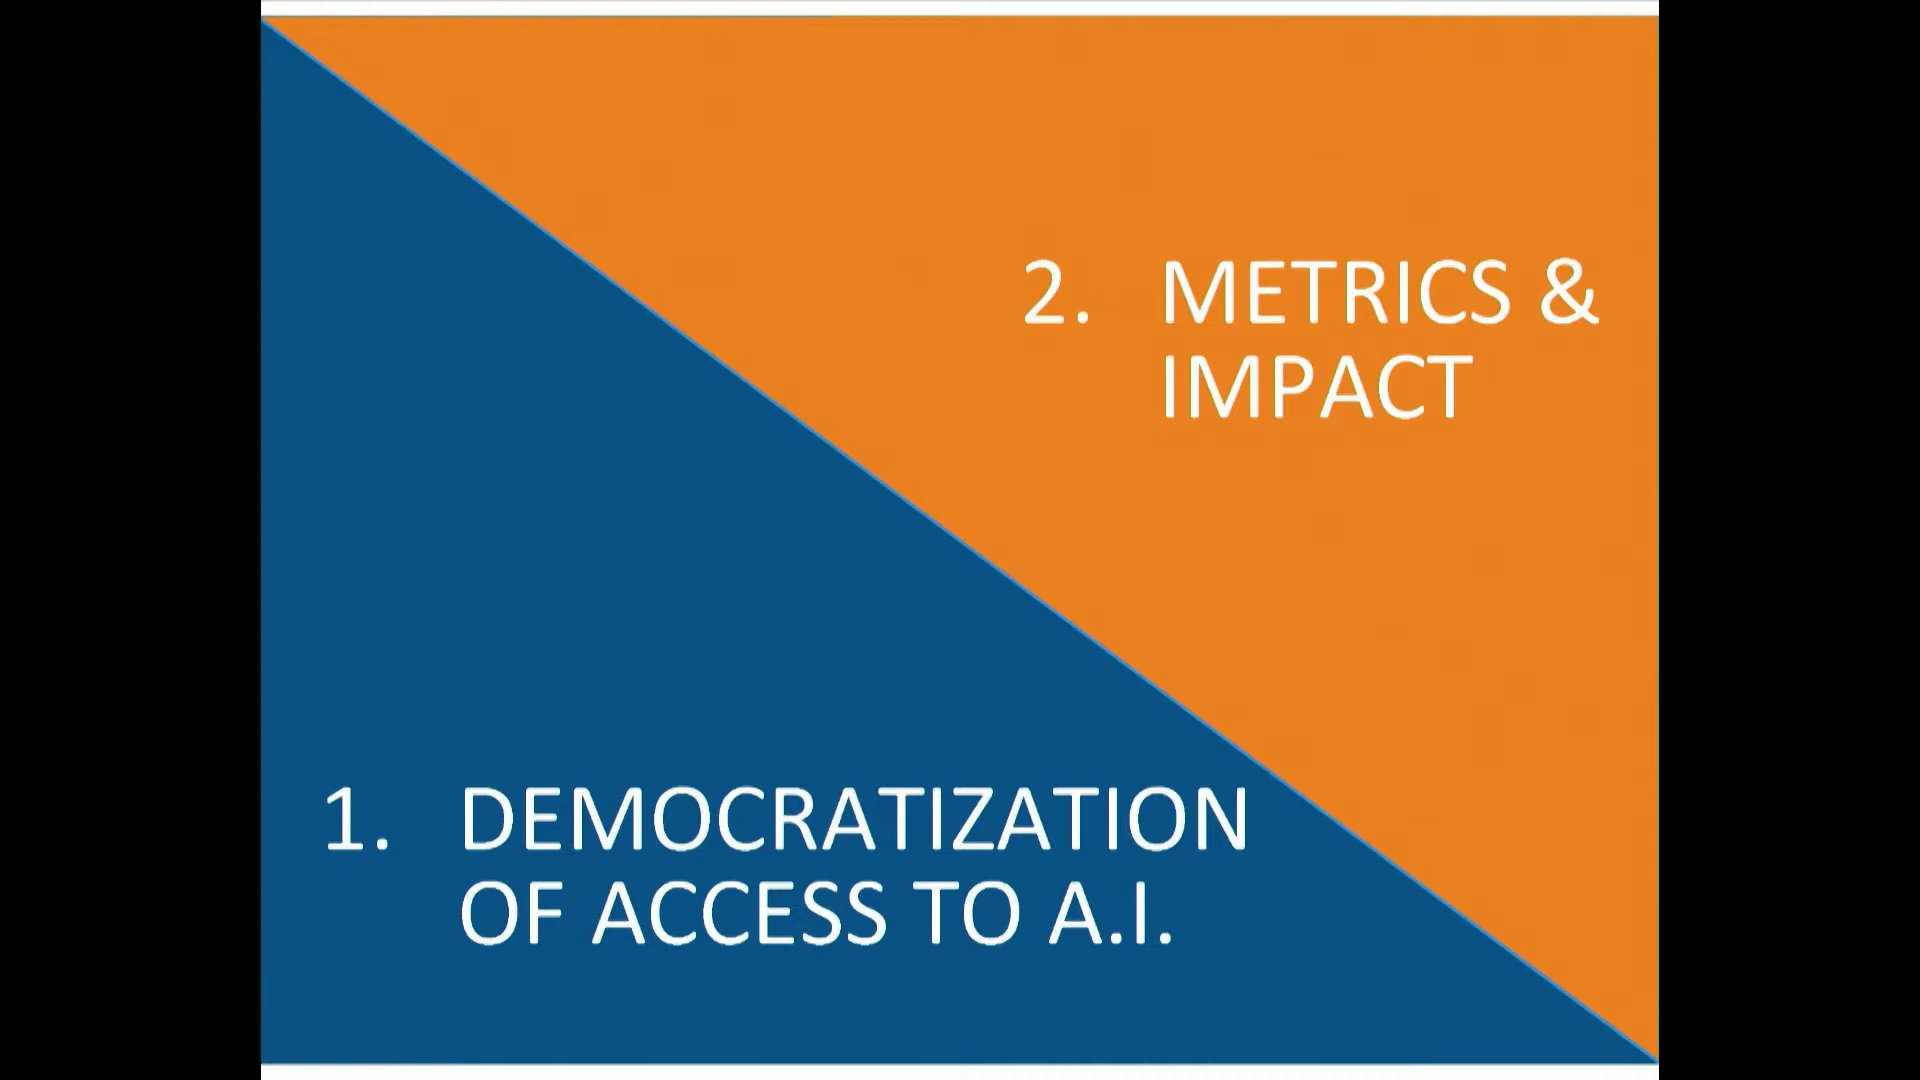 2. METRICS &
IMPACT
1. DEMOCRATIZATION
OF ACCESS TO A.I.